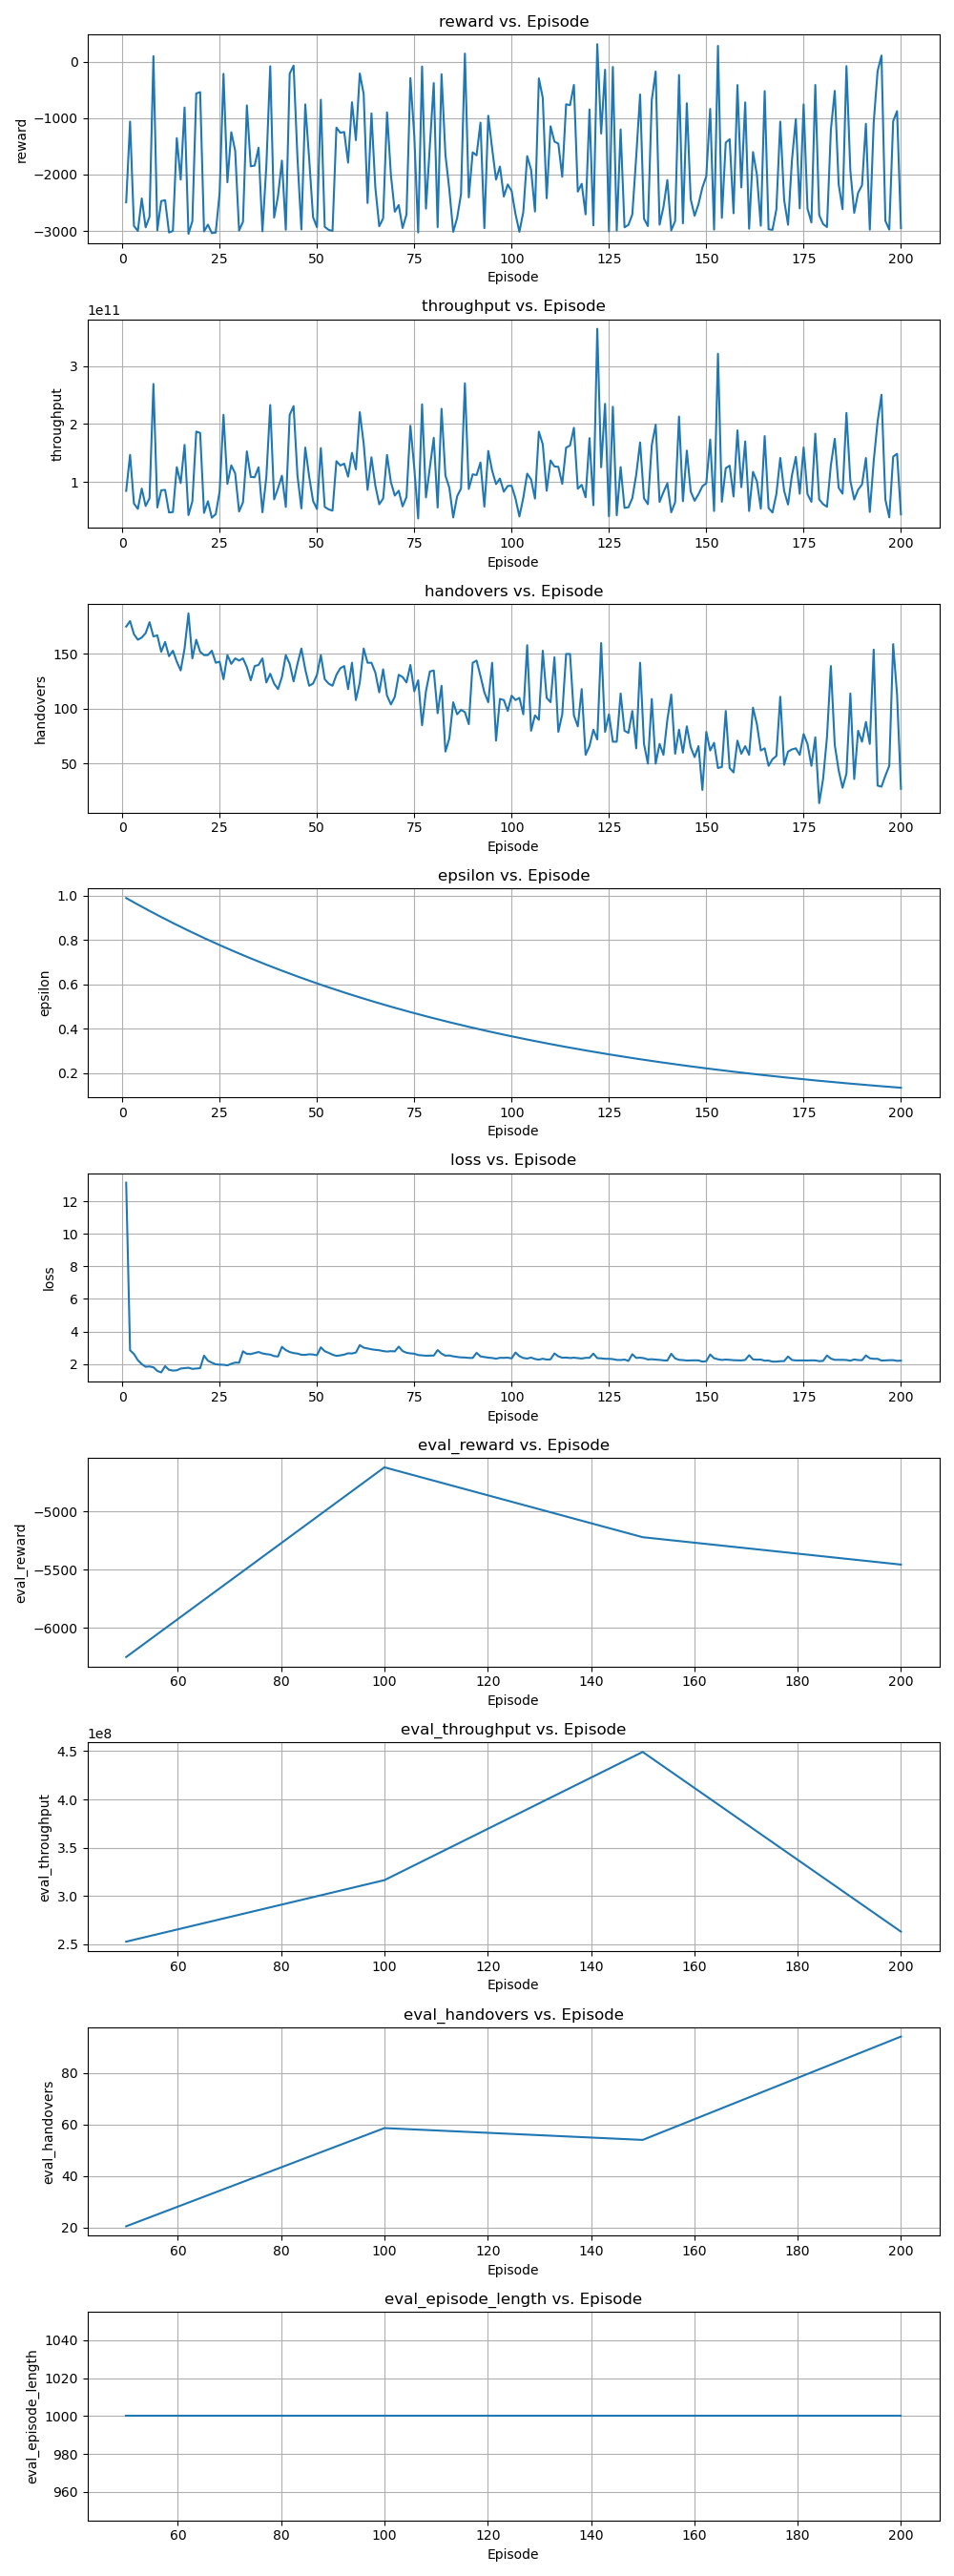 reward vs. Episode
0
−1000
−2000
−3000
reward
0 25 50 75 100 125 150 175 200
Episode
throughput vs. Episode
1e11
3
2
1
throughput
0 25 50 75 100 125 150 175 200
Episode
handovers vs. Episode
150
100
50
handovers
0 25 50 75 100 125 150 175 200
Episode
epsilon vs. Episode
1.0
0.8
0.6
0.4
0.2
epsilon
0 25 50 75 100 125 150 175 200
Episode
loss vs. Episode
12
10
8
6
4
2
loss
0 25 50 75 100 125 150 175 200
Episode
eval_reward vs. Episode
−5000
−5500
−6000
eval_reward
60 80 100 120 140 160 180 200
Episode
eval_throughput vs. Episode
1e8
4.5
4.0
3.5
3.0
2.5
eval_throughput
60 80 100 120 140 160 180 200
Episode
eval_handovers vs. Episode
80
60
40
20
eval_handovers
60 80 100 120 140 160 180 200
Episode
eval_episode_length vs. Episode
1040
1020
1000
980
960
eval_episode_length
60 80 100 120 140 160 180 200
Episode